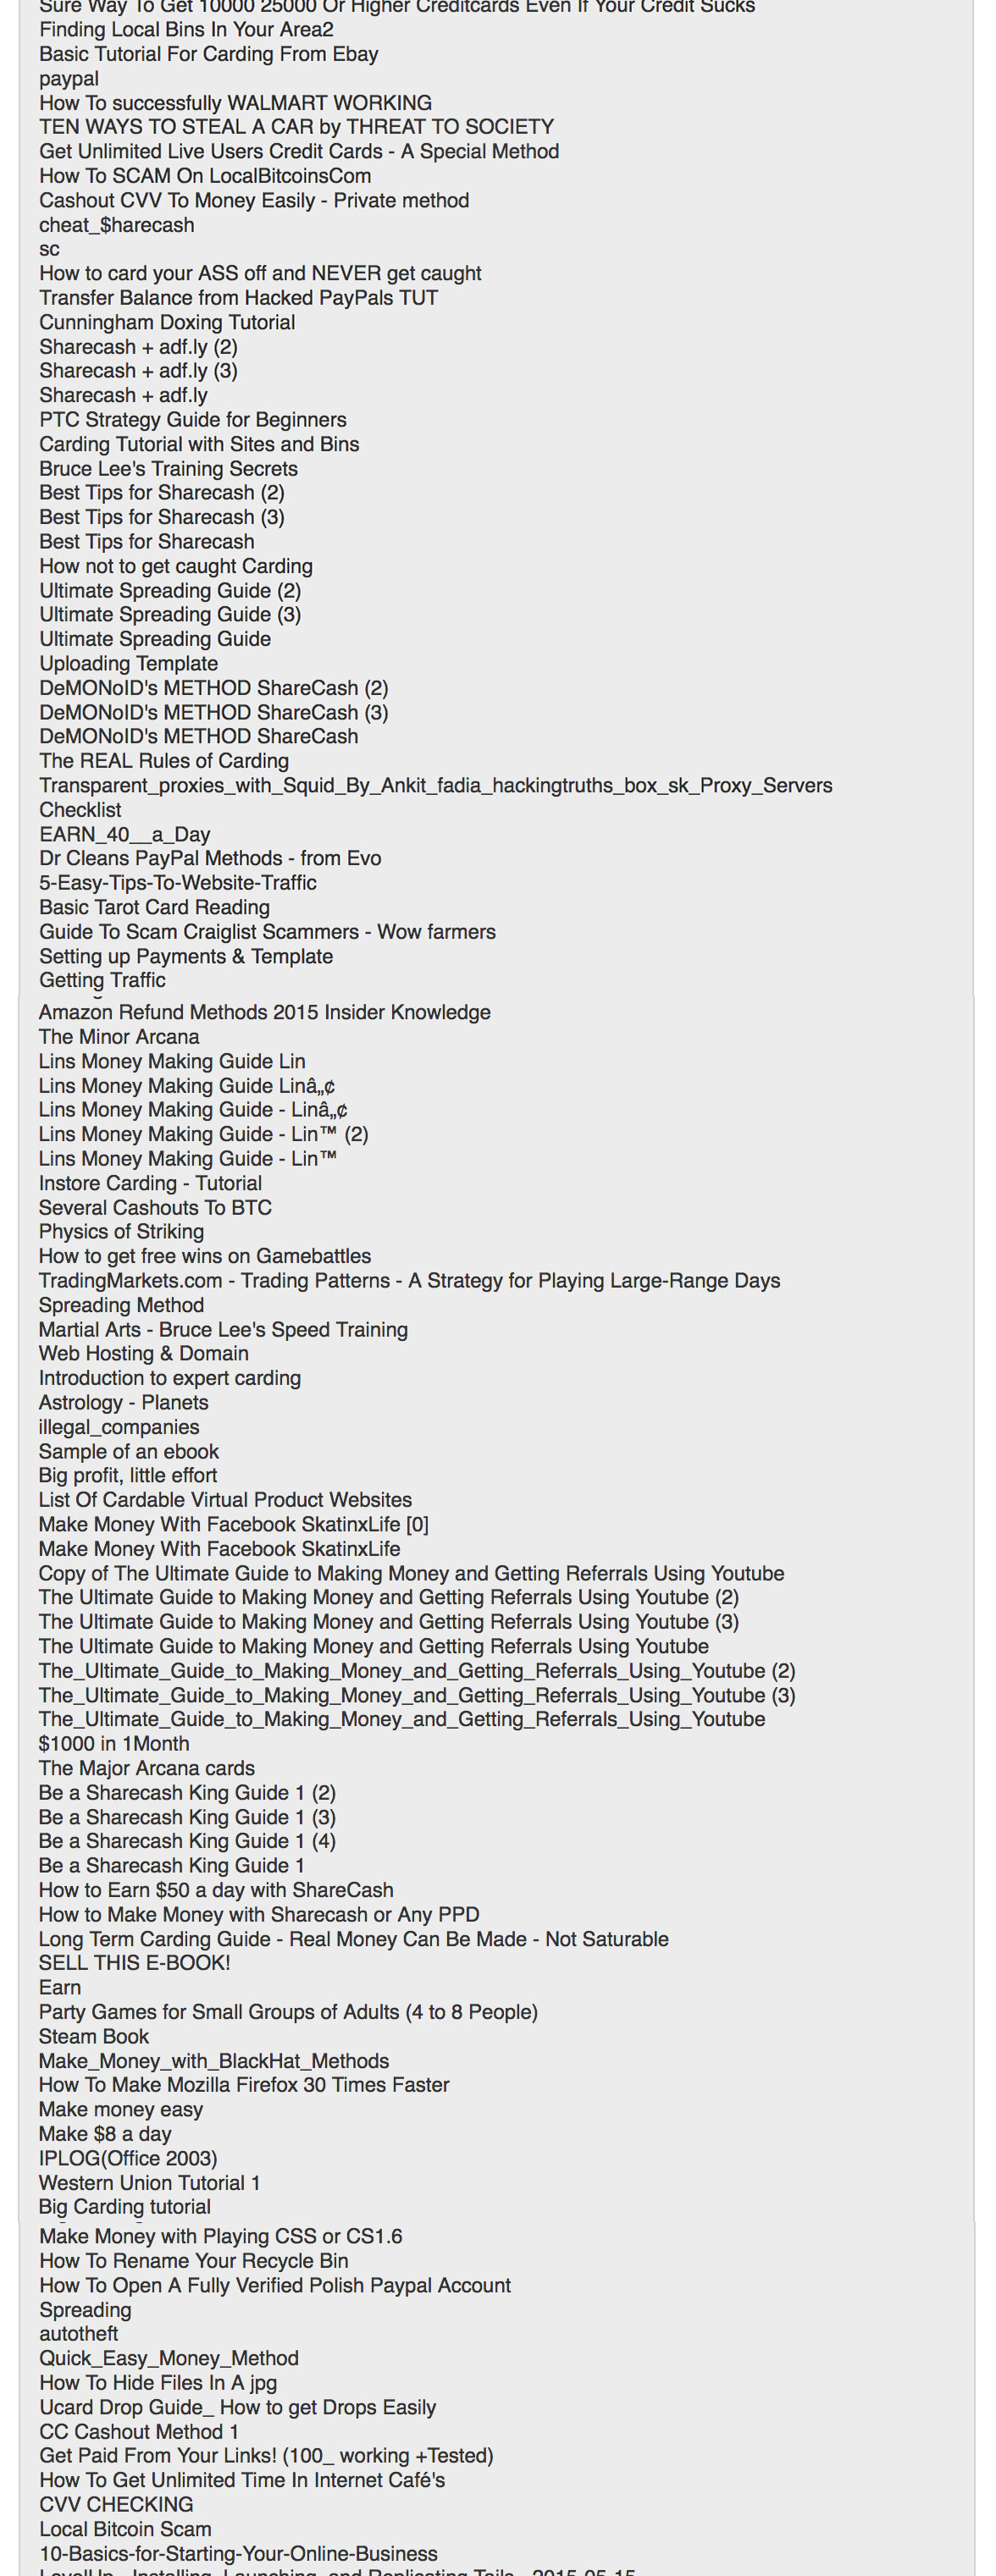 Sure Way To Get 10000 25000 Or Higher Creditcards Even If Your Credit Sucks
Finding Local Bins In Your Area2
Basic Tutorial For Carding From Ebay
paypal
How To successfully WALMART WORKING
TEN WAYS TO STEAL A CAR by THREAT TO SOCIETY
Get Unlimited Live Users Credit Cards - A Special Method
How To SCAM On LocalBitcoinsCom
Cashout CVV To Money Easily - Private method
cheat_$harecash
sc
How to card your ASS off and NEVER get caught
Transfer Balance from Hacked PayPals TUT
Cunningham Doxing Tutorial
Sharecash + adf.ly (2)
Sharecash + adf.ly (3)
Sharecash + adf.ly
PTC Strategy Guide for Beginners
Carding Tutorial with Sites and Bins
Bruce Lee's Training Secrets
Best Tips for Sharecash (2)
Best Tips for Sharecash (3)
Best Tips for Sharecash
How not to get caught Carding
Ultimate Spreading Guide (2)
Ultimate Spreading Guide (3)
Ultimate Spreading Guide
Uploading Template
DeMONoID's METHOD ShareCash (2)
DeMONoID's METHOD ShareCash (3)
DeMONoID's METHOD ShareCash
The REAL Rules of Carding
Transparent_proxies_with_Squid_By_Ankit_fadia_hackingtruths_box_sk_Proxy_Servers
Checklist
EARN_40__a_Day
Dr Cleans PayPal Methods - from Evo
5-Easy-Tips-To-Website-Traffic
Basic Tarot Card Reading
Guide To Scam Craiglist Scammers - Wow farmers
Setting up Payments & Template
Getting Traffic
Amazon Refund Methods 2015 Insider Knowledge
The Minor Arcana
Lins Money Making Guide Lin
Lins Money Making Guide Linâ„¢
Lins Money Making Guide - Linâ„¢
Lins Money Making Guide - Lin™ (2)
Lins Money Making Guide - Lin™
Instore Carding - Tutorial
Several Cashouts To BTC
Physics of Striking
How to get free wins on Gamebattles
TradingMarkets.com - Trading Patterns - A Strategy for Playing Large-Range Days
Spreading Method
Martial Arts - Bruce Lee's Speed Training
Web Hosting & Domain
Introduction to expert carding
Astrology - Planets
illegal_companies
Sample of an ebook
Big profit, little effort
List Of Cardable Virtual Product Websites
Make Money With Facebook SkatinxLife [0]
Make Money With Facebook SkatinxLife
Copy of The Ultimate Guide to Making Money and Getting Referrals Using Youtube
The Ultimate Guide to Making Money and Getting Referrals Using Youtube (2)
The Ultimate Guide to Making Money and Getting Referrals Using Youtube (3)
The Ultimate Guide to Making Money and Getting Referrals Using Youtube
The_Ultimate_Guide_to_Making_Money_and_Getting_Referrals_Using_Youtube (2)
The_Ultimate_Guide_to_Making_Money_and_Getting_Referrals_Using_Youtube (3)
The_Ultimate_Guide_to_Making_Money_and_Getting_Referrals_Using_Youtube
$1000 in 1Month
The Major Arcana cards
Be a Sharecash King Guide 1 (2)
Be a Sharecash King Guide 1 (3)
Be a Sharecash King Guide 1 (4)
Be a Sharecash King Guide 1
How to Earn $50 a day with ShareCash
How to Make Money with Sharecash or Any PPD
Long Term Carding Guide - Real Money Can Be Made - Not Saturable
SELL THIS E-BOOK!
Earn
Party Games for Small Groups of Adults (4 to 8 People)
Steam Book
Make_Money_with_BlackHat_Methods
How To Make Mozilla Firefox 30 Times Faster
Make money easy
Make $8 a day
IPLOG(Office 2003)
Western Union Tutorial 1
Big Carding tutorial
Make Money with Playing CSS or CS1.6
How To Rename Your Recycle Bin
How To Open A Fully Verified Polish Paypal Account
Spreading
autotheft
Quick_Easy_Money_Method
How To Hide Files In A jpg
Ucard Drop Guide_ How to get Drops Easily
CC Cashout Method 1
Get Paid From Your Links! (100_ working +Tested)
How To Get Unlimited Time In Internet Café's
CVV CHECKING
Local Bitcoin Scam
10-Basics-for-Starting-Your-Online-Business
LevelUp - Installing, Launching, and Replicating Tails - 2015-05-15